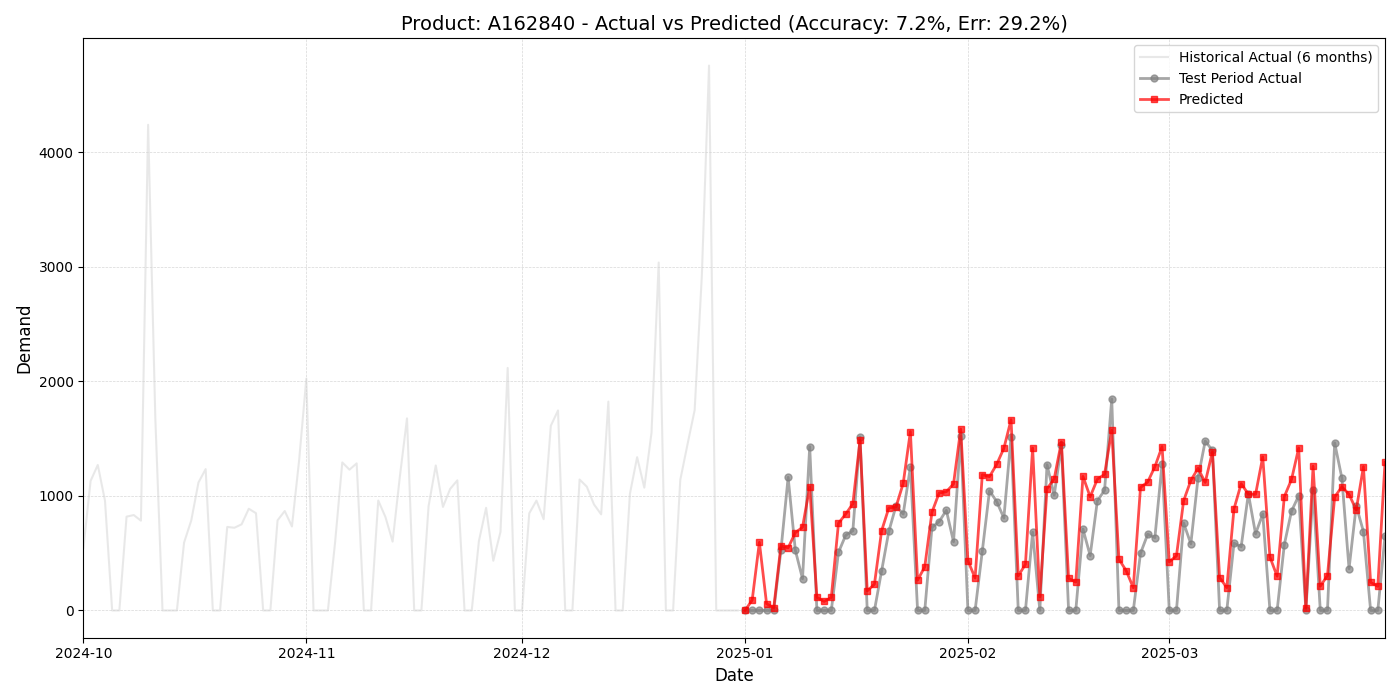 Product: A162840 - Actual vs Predicted (Accuracy: 7.2%, Err: 29.2%)
Historical Actual (6 months)
Test Period Actual
Predicted
Demand
4000
3000
2000
1000
0
2024-10
2024-11
2024-12
2025-01
2025-02
2025-03
Date